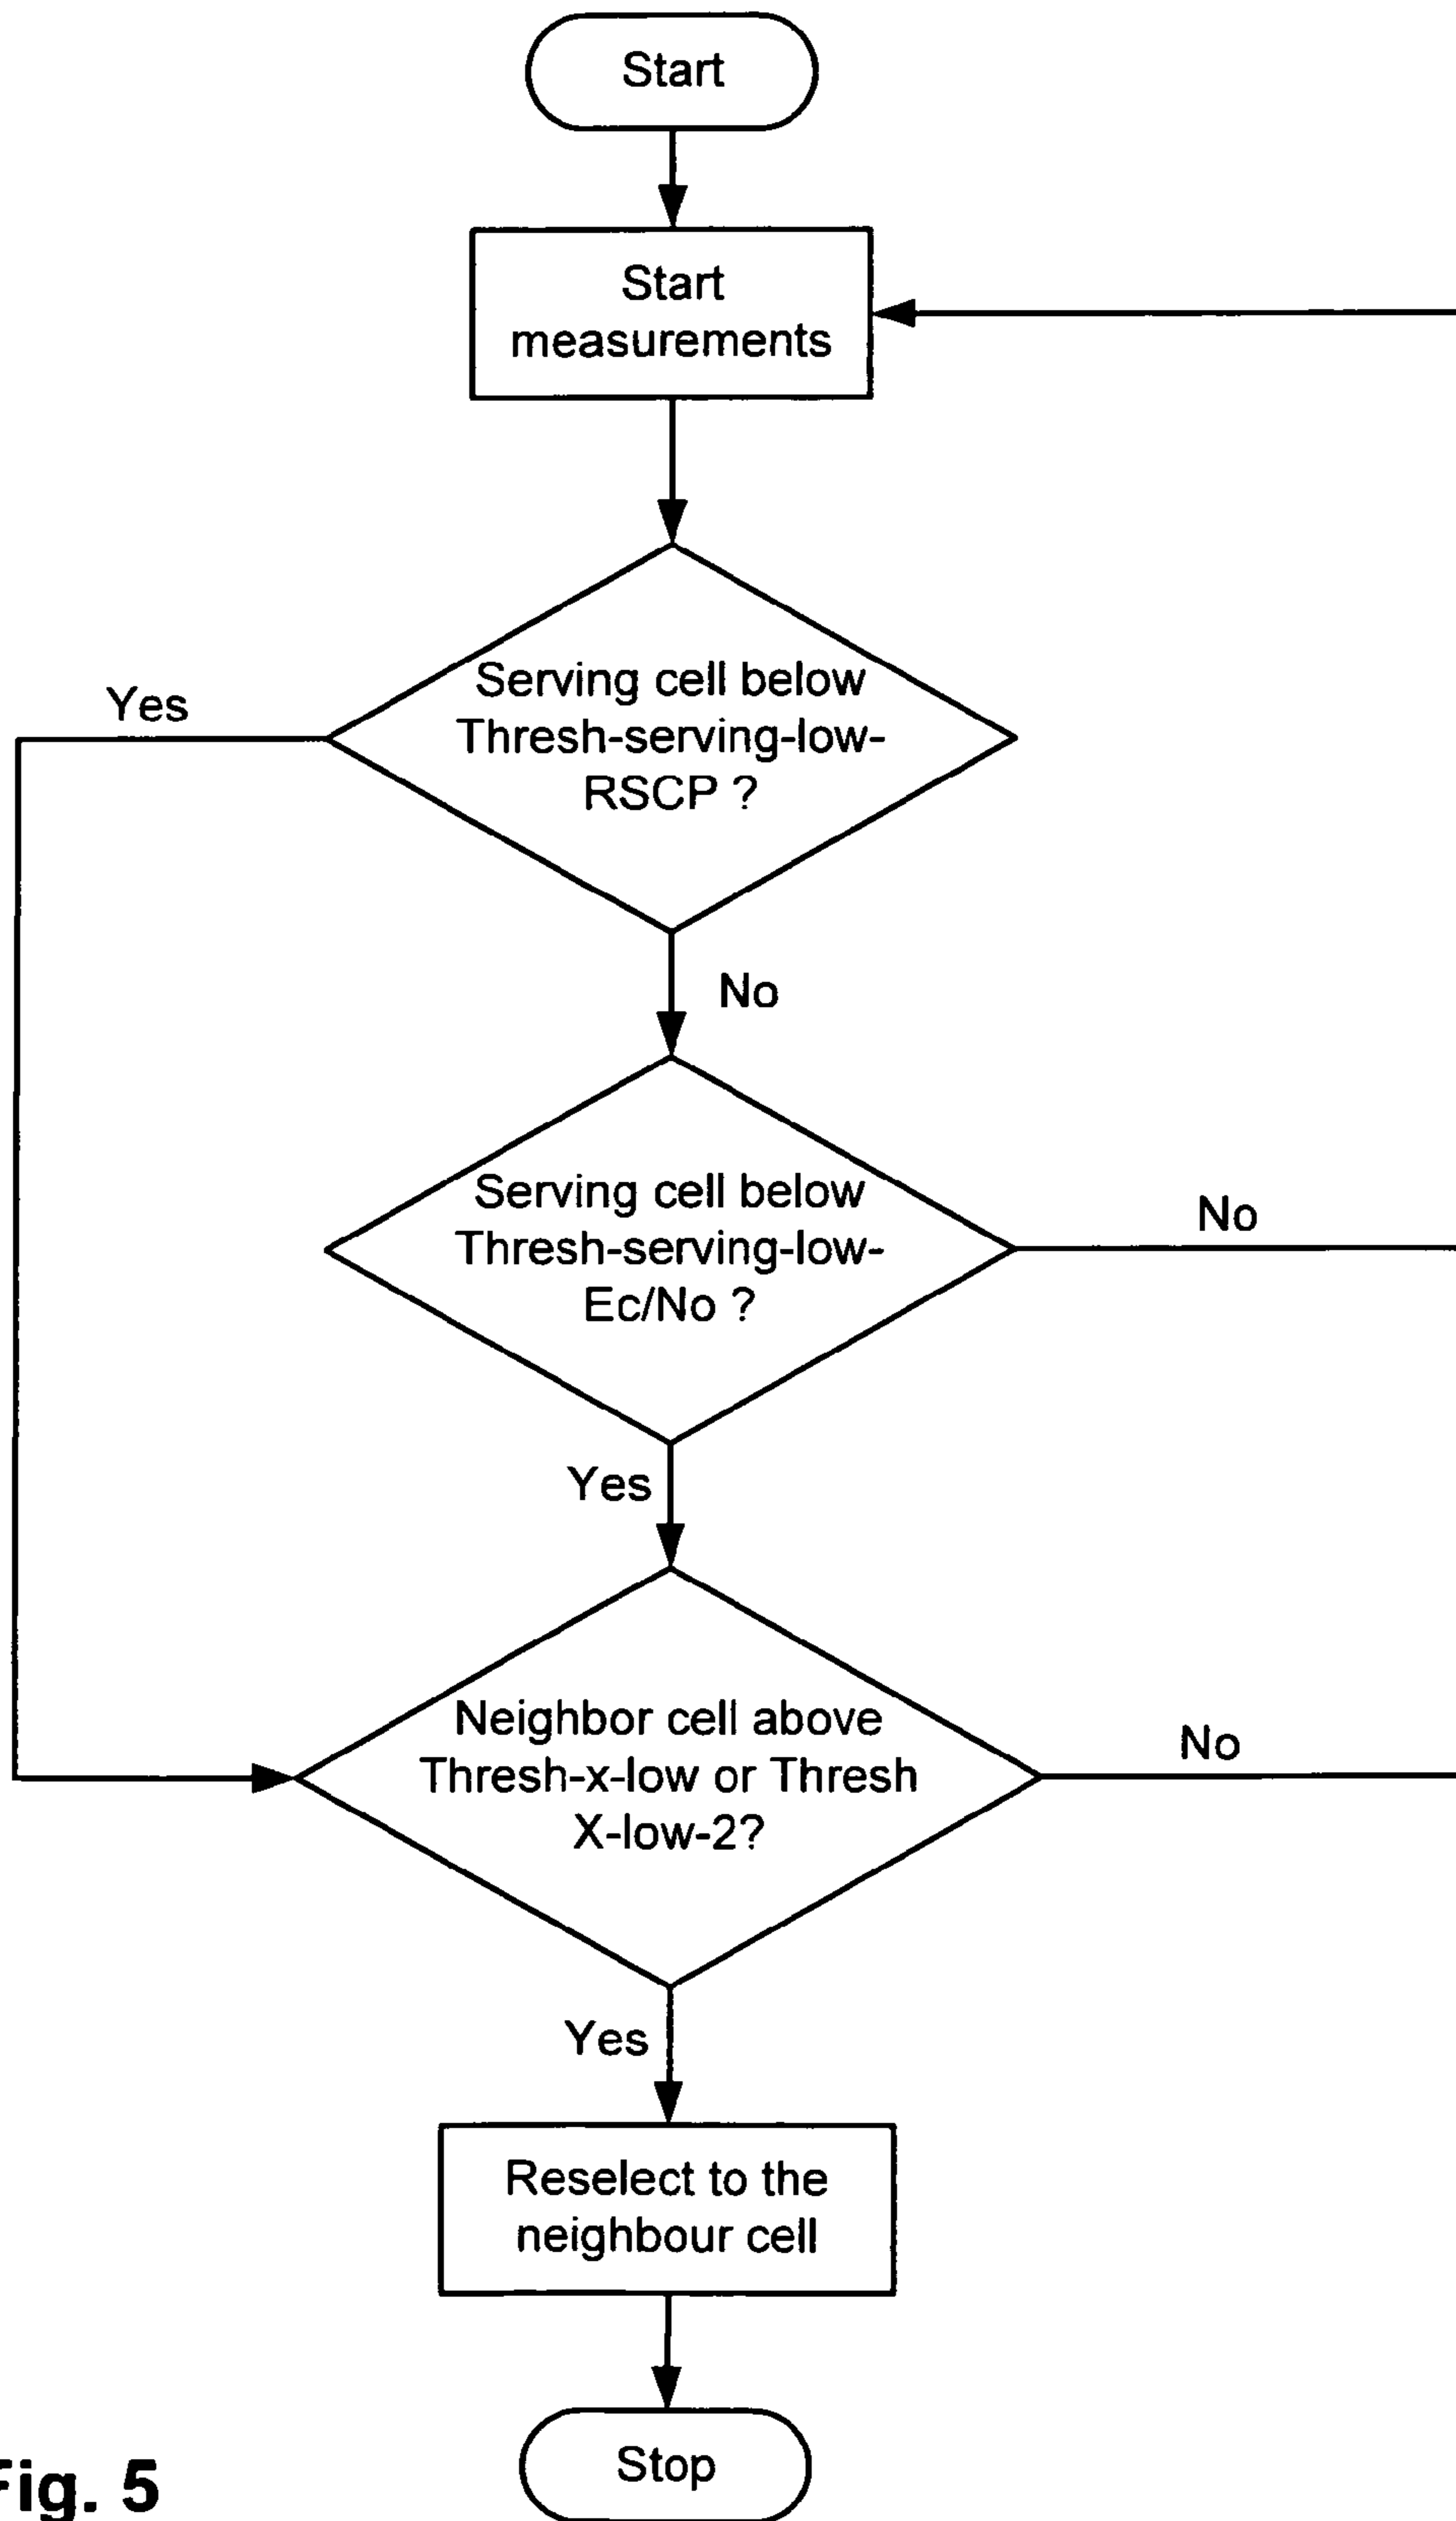 Start
Start
measurements
Serving cell below
Thresh-serving-low-
RSCP ?
Yes
No
Serving cell below
Thresh-serving-low-
Ec/No ?
No
Yes
Neighbor cell above
Thresh-x-low or Thresh
X-low-2?
No
Yes
Reselect to the
neighbour cell
Stop
Fig. 5